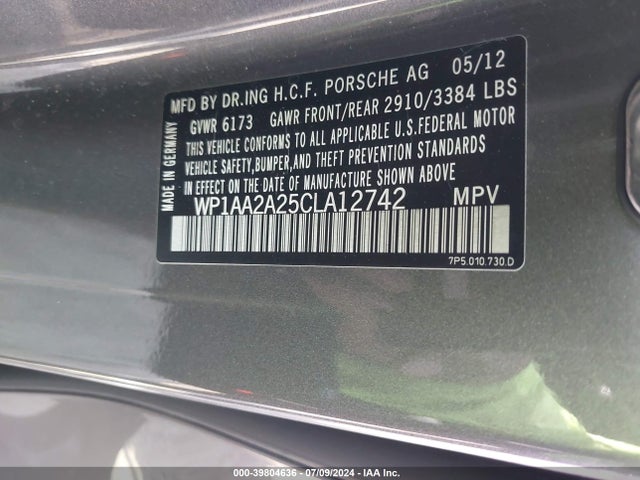 MFD BY DR.ING H.C.F. PORSCHE AG 05/12
GVWR 6173 GAWR FRONT/REAR 2910/3384 LBS
THIS VEHICLE CONFORMS TO ALL APPLICABLE U.S.FEDERAL MOTOR
VEHICLE SAFETY,BUMPER,AND THEFT PREVENTION STANDARDS
IN EFFECT ON THE DATE OF MANUFACTURE SHOWN ABOVE
WP1AA2A25CLA12742 MPV
7P5.010.730.D
MADE IN GERMANY
000-39804636 / 07/09/2024 - IAA Inc.